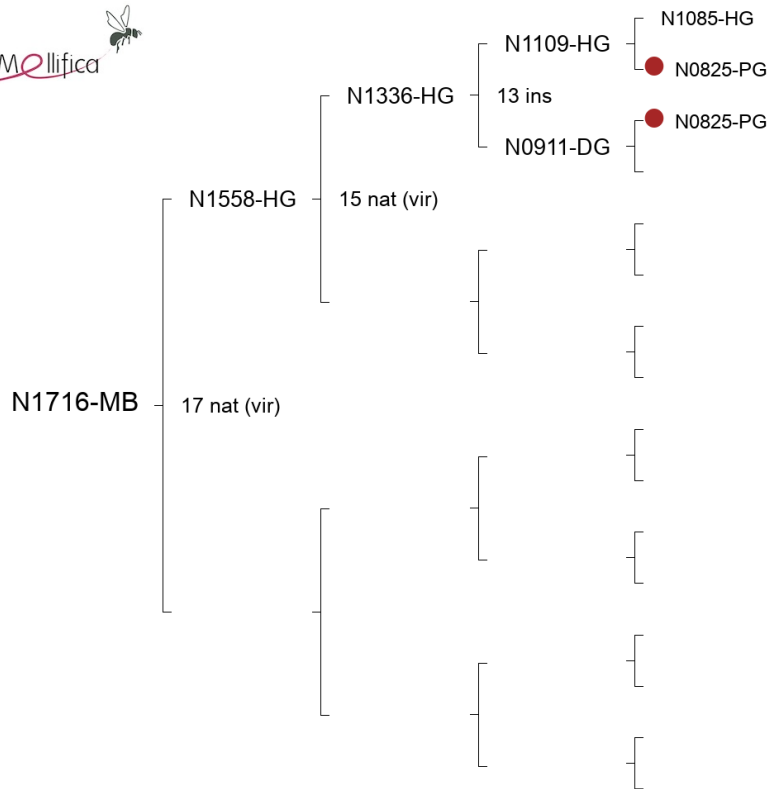 Mellifica
N1085-HG
N1109-HG
N0825-PG
N1336-HG
13 ins
N0825-PG
N0911-DG
N1558-HG
15 nat (vir)
N1716-MB
17 nat (vir)